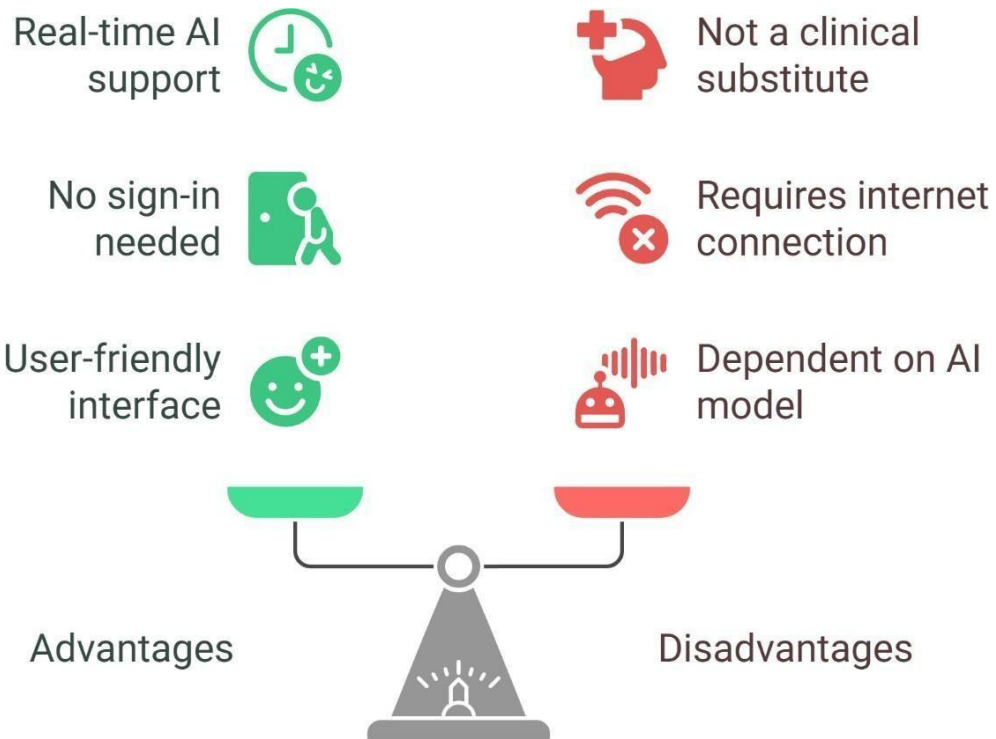 Real-time AI
support
Not a clinical
substitute
No sign-in
needed
Requires internet
connection
User-friendly
interface
Dependent on AI
model
Advantages
Disadvantages